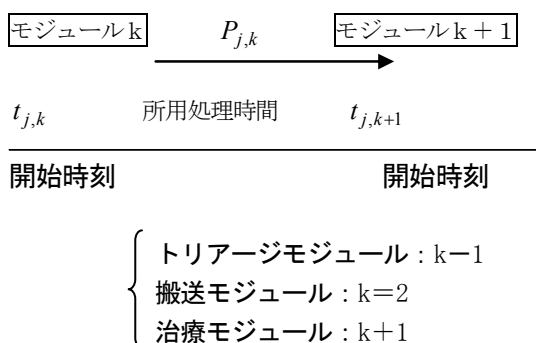 モジュールk P_{j,k} モジュールk+1
t_{j,k} 所用処理時間 t_{j,k+1}
開始時刻 開始時刻
トリアージモジュール：k－1
搬送モジュール：k＝2
治療モジュール：k＋1